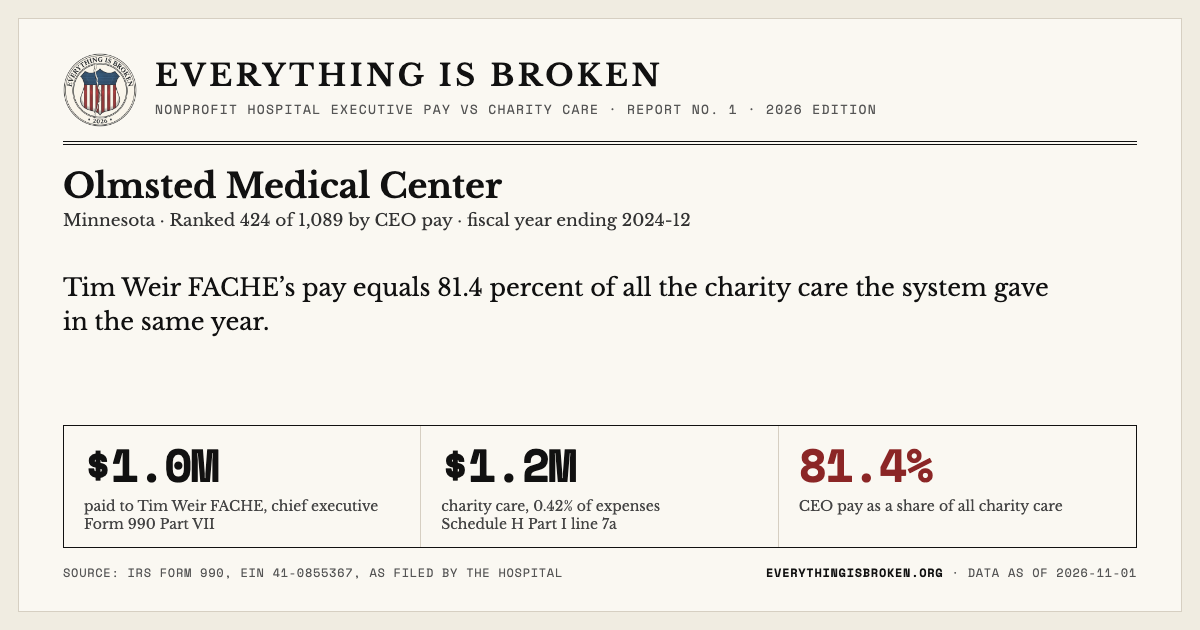 EVERYTHING IS BROKEN
2026
EVERYTHING IS BROKEN
NONPROFIT HOSPITAL EXECUTIVE PAY VS CHARITY CARE · REPORT NO. 1 · 2026 EDITION
Olmsted Medical Center
Minnesota · Ranked 424 of 1,089 by CEO pay · fiscal year ending 2024-12
Tim Weir FACHE’s pay equals 81.4 percent of all the charity care the system gave
in the same year.
$1.0M
paid to Tim Weir FACHE, chief executive
Form 990 Part VII
$1.2M
charity care, 0.42% of expenses
Schedule H Part I line 7a
81.4%
CEO pay as a share of all charity care
SOURCE: IRS FORM 990, EIN 41-0855367, AS FILED BY THE HOSPITAL
EVERYTHINGISBROKEN.ORG · DATA AS OF 2026-11-01